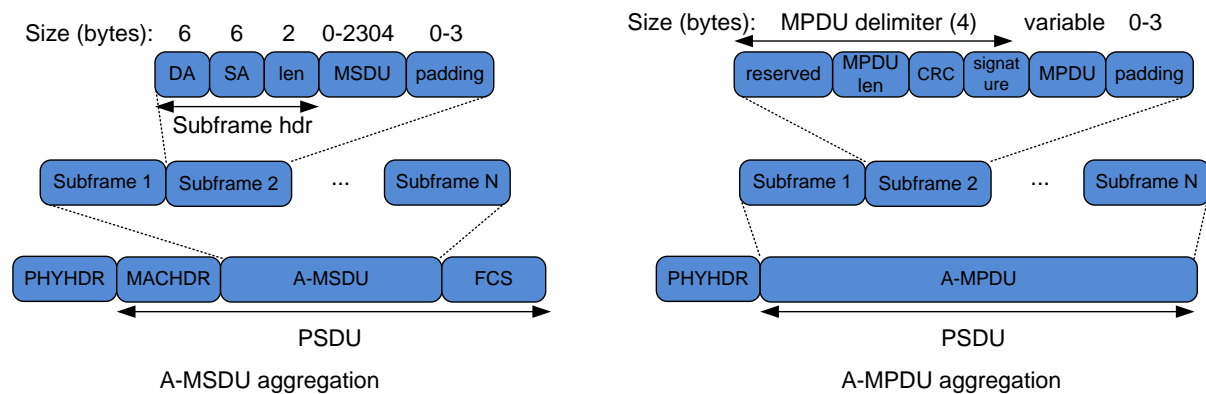 Size (bytes): 6 6 2 0-2304 0-3
DA SA len MSDU padding
Subframe hdr
Subframe 1 Subframe 2 ... Subframe N
PHYHDR MACHDR A-MSDU FCS
PSDU
A-MSDU aggregation
Size (bytes): MPDU delimiter (4) variable 0-3
reserved MPDU len CRC signat ure MPDU padding
Subframe 1 Subframe 2 ... Subframe N
PHYHDR A-MPDU
PSDU
A-MPDU aggregation